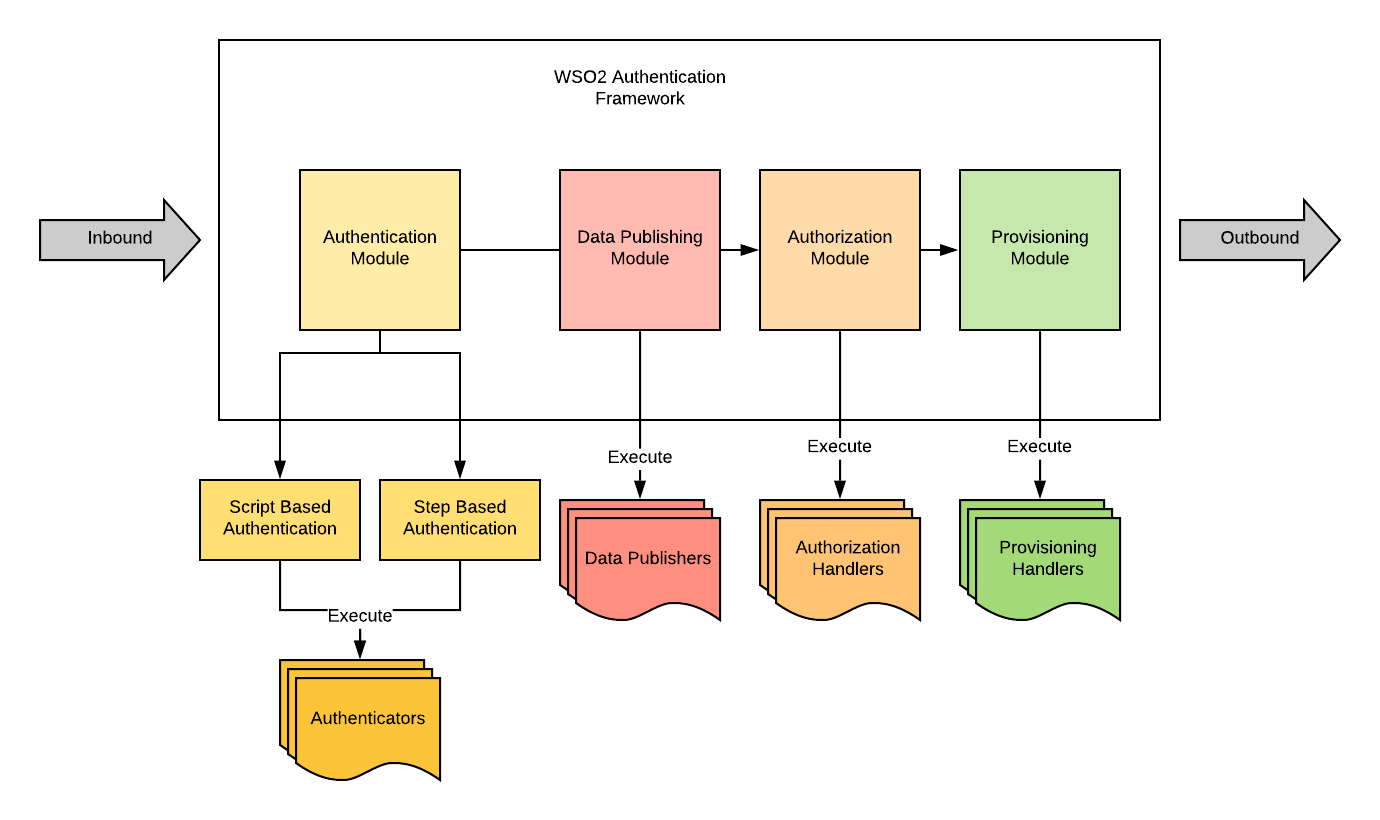 WSO2 Authentication
Framework
Inbound
Authentication
Module
Data Publishing
Module
Authorization
Module
Provisioning
Module
Outbound
Execute
Execute
Execute
Script Based
Authentication
Step Based
Authentication
Data Publishers
Authorization
Handlers
Provisioning
Handlers
Execute
Authenticators